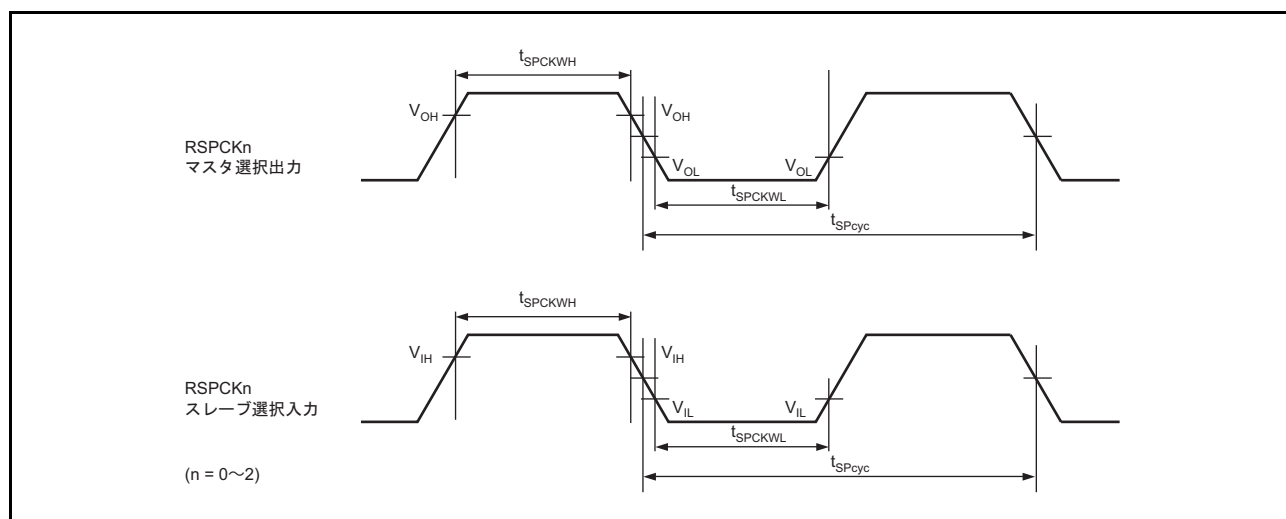 tSPCKWH
VOH
VOH
RSPCKn
マスタ選択出力
VOL
VOL
tSPCKWL
tSPcyc
tSPCKWH
VIH
VIH
RSPCKn
スレーブ選択入力
VIL
VIL
tSPCKWL
tSPcyc
(n = 0～2)